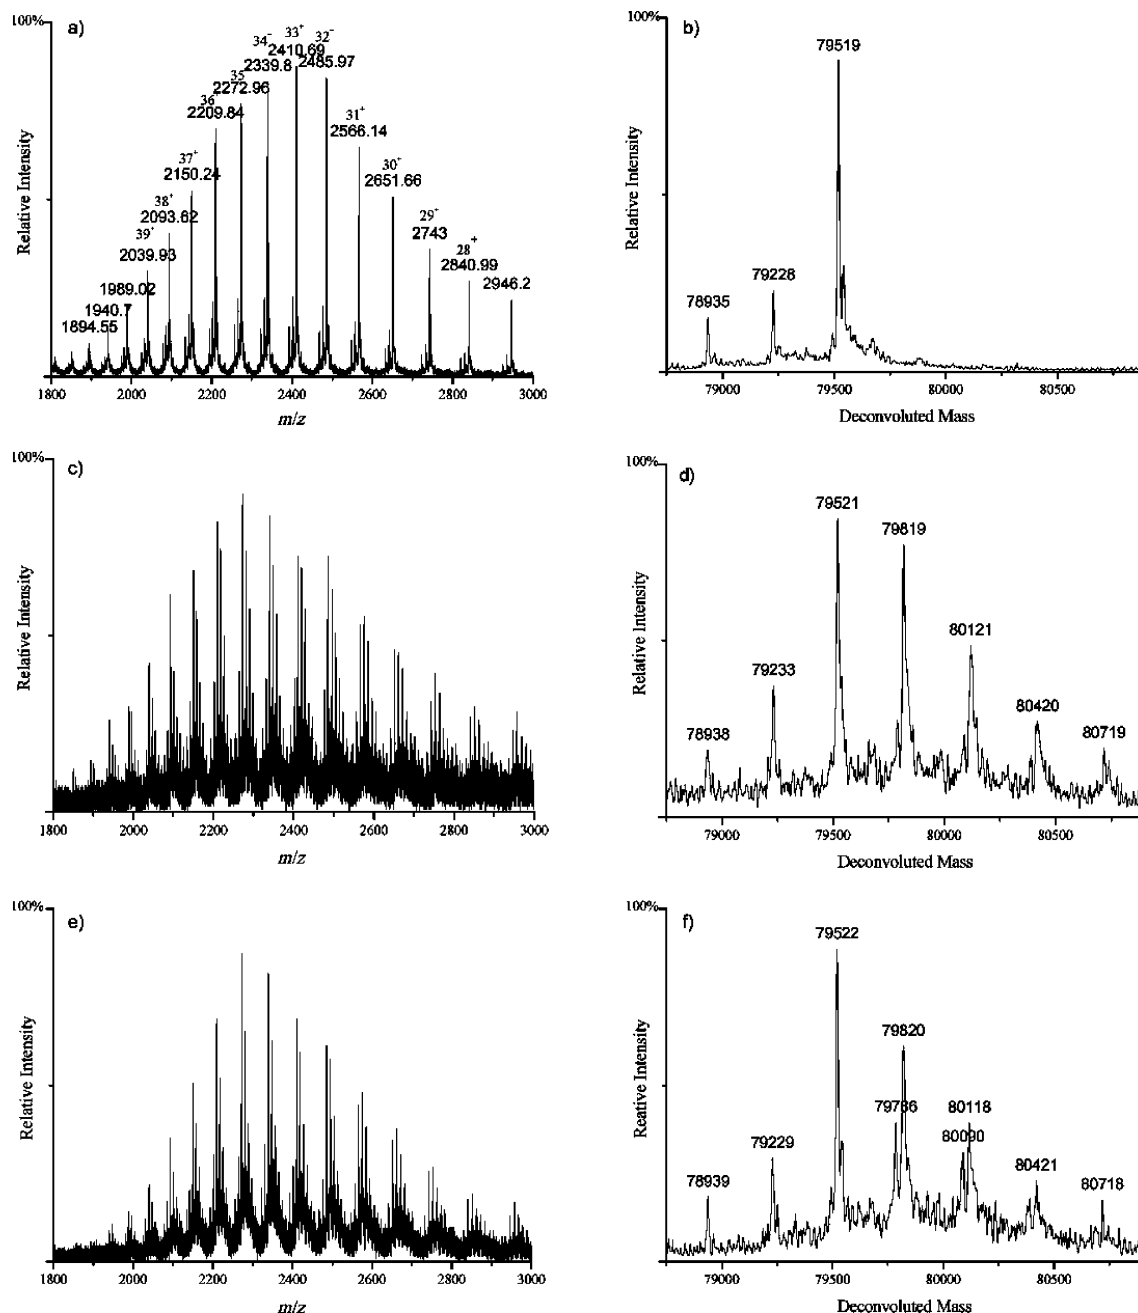 a)
100%
Relative Intensity
34⁻ 33⁺ 32⁻
2410.69
2339.8 2485.97
35
2272.96
36
2209.84
31⁺
2566.14
37⁺
2150.24
30⁺
2651.66
38⁺
2093.62
39⁺
2039.93
29⁺
2743
28⁺
2840.99
1989.02
1940.7
1894.55
2946.2
1800 2000 2200 2400 2600 2800 3000
m/z
b)
100%
Relative Intensity
79519
79228
78935
79000 79500 80000 80500
Deconvoluted Mass
c)
100%
Relative Intensity
1800 2000 2200 2400 2600 2800 3000
m/z
d)
100%
Relative Intensity
79521
79819
80121
79233
80420
78938
80719
79000 79500 80000 80500
Deconvoluted Mass
e)
100%
Relative Intensity
1800 2000 2200 2400 2600 2800 3000
m/z
f)
100%
Reative Intensity
79522
79820
79786 80118
80090
79229
80421
78939
80718
79000 79500 80000 80500
Deconvoluted Mass